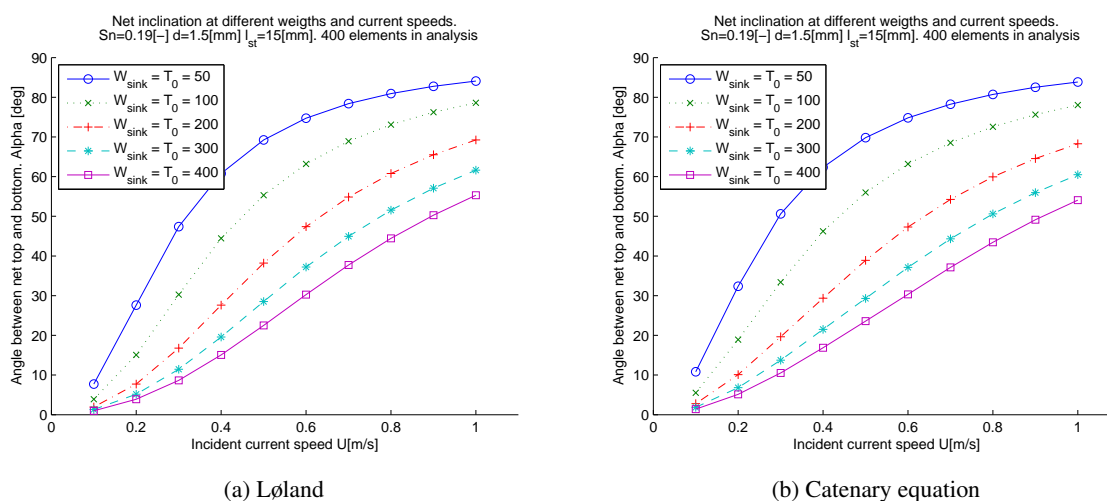 Net inclination at different weigths and current speeds.
Sn=0.19[-] d=1.5[mm] l_st=15[mm]. 400 elements in analysis
90
80
70
60
50
40
30
20
10
0
Angle between net top and bottom. Alpha [deg]
W_sink = T_0 = 50
W_sink = T_0 = 100
W_sink = T_0 = 200
W_sink = T_0 = 300
W_sink = T_0 = 400
0 0.2 0.4 0.6 0.8 1
Incident current speed U[m/s]
(a) Løland
Net inclination at different weigths and current speeds.
Sn=0.19[-] d=1.5[mm] l_st=15[mm]. 400 elements in analysis
90
80
70
60
50
40
30
20
10
0
Angle between net top and bottom. Alpha [deg]
W_sink = T_0 = 50
W_sink = T_0 = 100
W_sink = T_0 = 200
W_sink = T_0 = 300
W_sink = T_0 = 400
0 0.2 0.4 0.6 0.8 1
Incident current speed U[m/s]
(b) Catenary equation